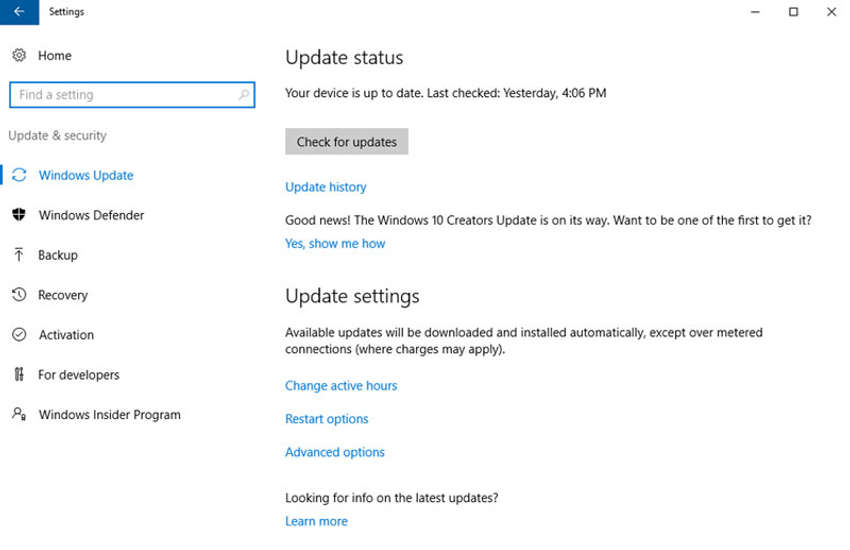 Settings
Home
Find a setting
Update & security
Windows Update
Windows Defender
Backup
Recovery
Activation
For developers
Windows Insider Program
Update status
Your device is up to date. Last checked: Yesterday, 4:06 PM
Check for updates
Update history
Good news! The Windows 10 Creators Update is on its way. Want to be one of the first to get it?
Yes, show me how
Update settings
Available updates will be downloaded and installed automatically, except over metered
connections (where charges may apply).
Change active hours
Restart options
Advanced options
Looking for info on the latest updates?
Learn more